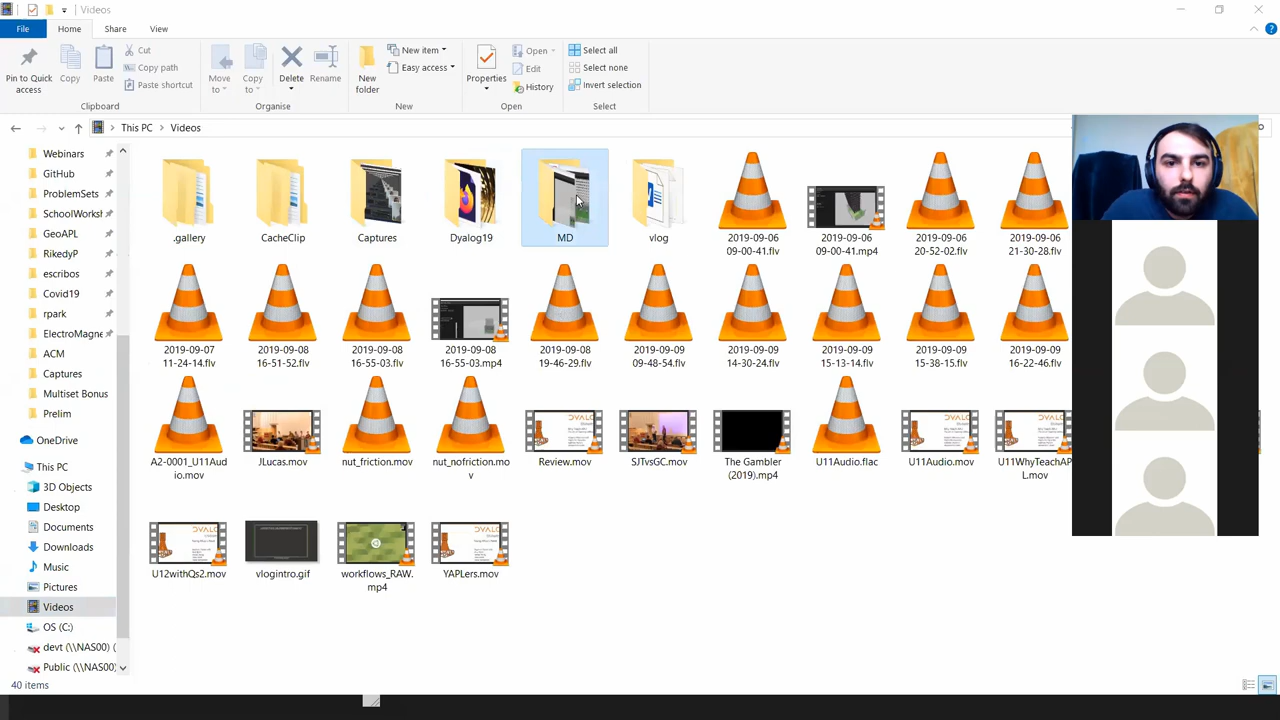 Videos
File Home Share View
Pin to Quick access
Copy
Paste
Cut
Copy path
Paste shortcut
Clipboard
Move to
Copy to
Delete
Rename
Organise
New folder
New item
Easy access
New
Properties
Open
Edit
History
Open
Select all
Select none
Invert selection
Select
This PC > Videos
Webinars
GitHub
ProblemSets
SchoolWorksh
GeoAPL
RikedyP
escribos
Covid19
rpark
ElectroMagne
ACM
Captures
Multiset Bonus
Prelim
OneDrive
This PC
3D Objects
Desktop
Documents
Downloads
Music
Pictures
Videos
OS (C:)
devt (\\NAS00) (
Public (\\NAS00)
.gallery
CacheClip
Captures
Dyalog19
MD
vlog
2019-09-06
09-00-41.flv
2019-09-06
09-00-41.mp4
2019-09-06
20-52-02.flv
2019-09-06
21-30-28.flv
2019-09-07
11-24-14.flv
2019-09-08
16-51-52.flv
2019-09-08
16-55-03.flv
2019-09-08
16-55-03.mp4
2019-09-08
19-46-29.flv
2019-09-09
09-48-54.flv
2019-09-09
14-30-24.flv
2019-09-09
15-13-14.flv
2019-09-09
15-38-15.flv
2019-09-09
16-22-46.flv
A2-0001_U11Aud
io.mov
JLucas.mov
nut_friction.mov
nut_nofriction.mo
v
Review.mov
SJTvsGC.mov
The Gambler
(2019).mp4
U11Audio.flac
U11Audio.mov
U11WhyTeachAP
L.mov
U12withQs2.mov
vlogintro.gif
workflows_RAW.
mp4
YAPLers.mov
40 items